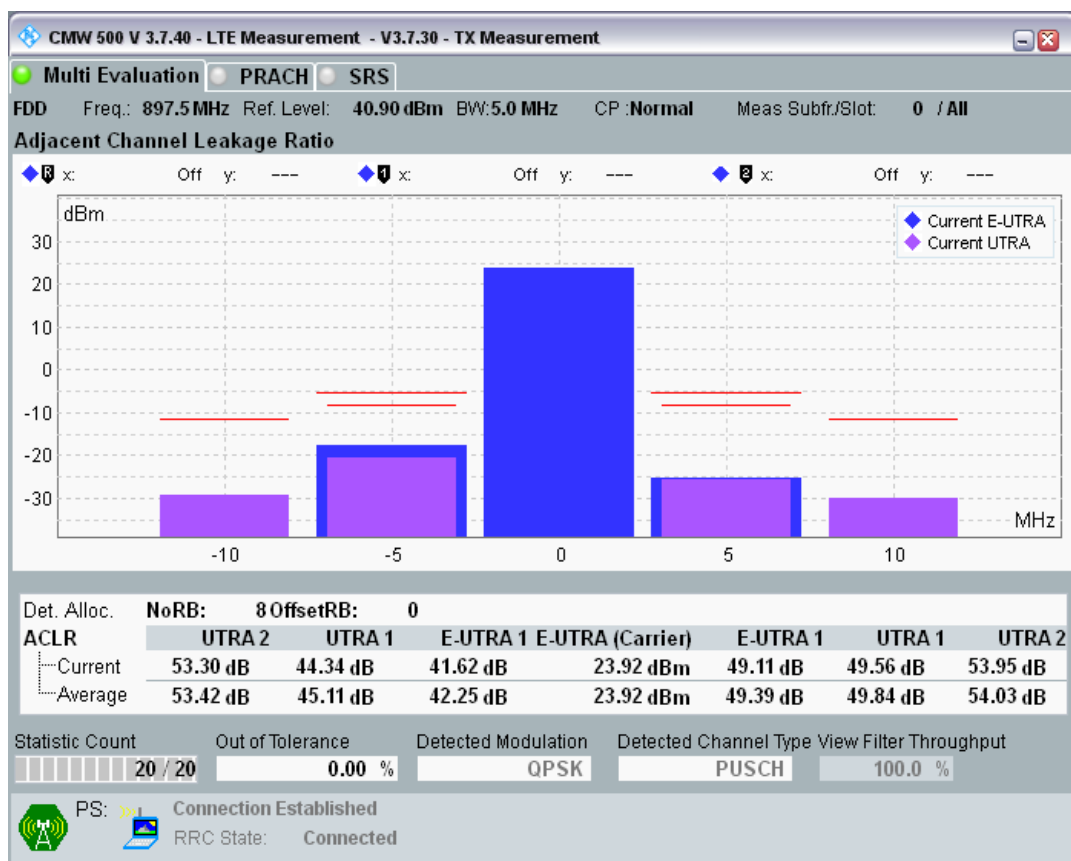 CMW 500 V 3.7.40 - LTE Measurement - V3.7.30 - TX Measurement
Multi Evaluation PRACH SRS
FDD Freq.: 897.5 MHz Ref. Level: 40.90 dBm BW:5.0 MHz CP :Normal Meas Subfr./Slot: 0 / All
Adjacent Channel Leakage Ratio
R x: Off y: --- 1 x: Off y: --- 2 x: Off y: ---
dBm
Current E-UTRA
Current UTRA
30
20
10
0
-10
-20
-30
MHz
-10 -5 0 5 10
Det. Alloc. NoRB: 8 OffsetRB: 0
ACLR UTRA 2 UTRA 1 E-UTRA 1 E-UTRA (Carrier) E-UTRA 1 UTRA 1 UTRA 2
Current 53.30 dB 44.34 dB 41.62 dB 23.92 dBm 49.11 dB 49.56 dB 53.95 dB
Average 53.42 dB 45.11 dB 42.25 dB 23.92 dBm 49.39 dB 49.84 dB 54.03 dB
Statistic Count Out of Tolerance Detected Modulation Detected Channel Type View Filter Throughput
20 / 20 0.00 % QPSK PUSCH 100.0 %
PS: Connection Established
RRC State: Connected